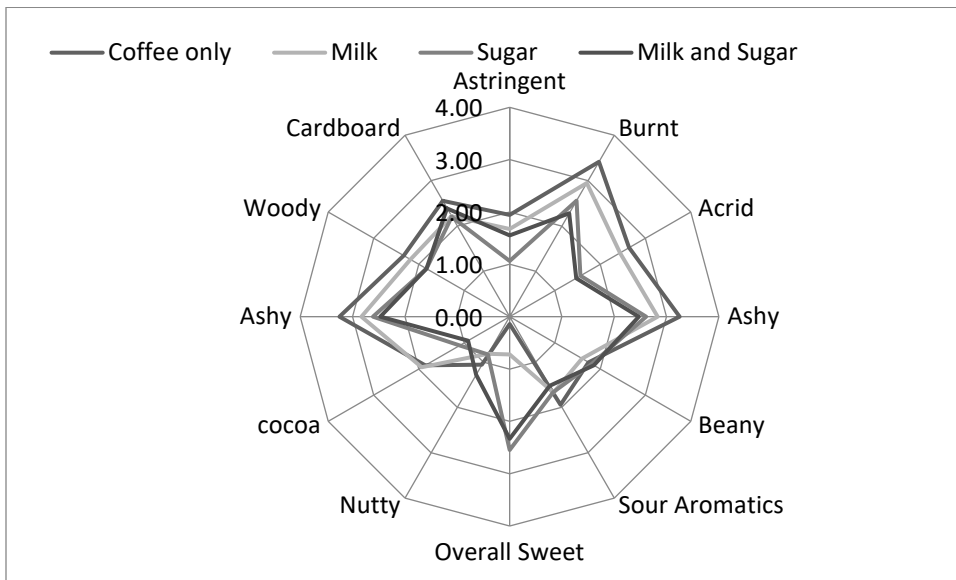 Coffee only Milk Sugar Milk and Sugar
Astringent
4.00
Cardboard Burnt
3.00
Woody 2.00 Acrid
1.00
Ashy 0.00 Ashy
cocoa Beany
Nutty Sour Aromatics
Overall Sweet